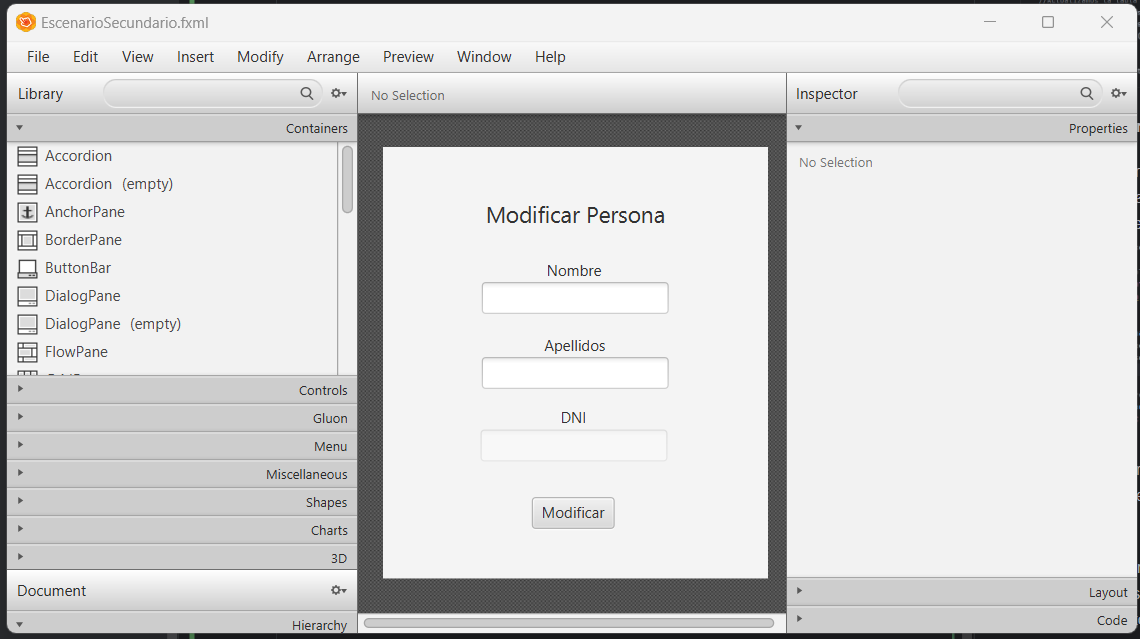 EscenarioSecundario.fxml
File Edit View Insert Modify Arrange Preview Window Help
Library
Containers
Accordion
Accordion (empty)
AnchorPane
BorderPane
ButtonBar
DialogPane
DialogPane (empty)
FlowPane
Controls
Gluon
Menu
Miscellaneous
Shapes
Charts
3D
Document
Hierarchy
No Selection
Modificar Persona
Nombre
Apellidos
DNI
Modificar
Inspector
Properties
No Selection
Layout
Code